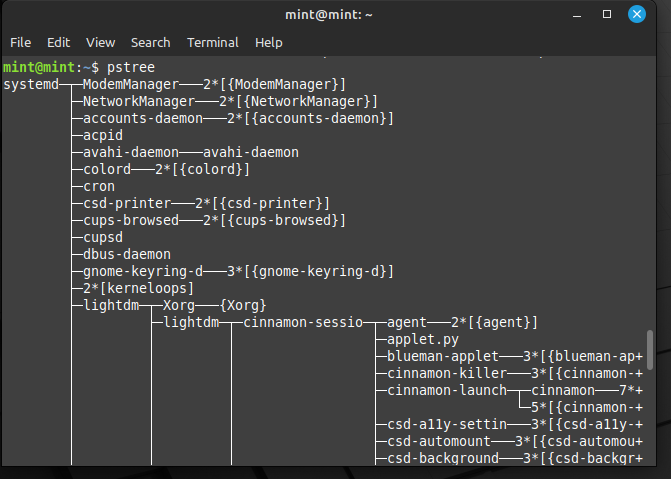 mint@mint: ~
File Edit View Search Terminal Help
mint@mint:~$ pstree
systemd─┬─ModemManager───2*[{ModemManager}]
        ├─NetworkManager───2*[{NetworkManager}]
        ├─accounts-daemon───2*[{accounts-daemon}]
        ├─acpid
        ├─avahi-daemon───avahi-daemon
        ├─colord───2*[{colord}]
        ├─cron
        ├─csd-printer───2*[{csd-printer}]
        ├─cups-browsed───2*[{cups-browsed}]
        ├─cupsd
        ├─dbus-daemon
        ├─gnome-keyring-d───3*[{gnome-keyring-d}]
        ├─2*[kerneloops]
        ├─lightdm─┬─Xorg───{Xorg}
        │         ├─lightdm─┬─cinnamon-sessio─┬─agent───2*[{agent}]
        │         │         │                 ├─applet.py
        │         │         │                 ├─blueman-applet───3*[{blueman-ap+
        │         │         │                 ├─cinnamon-killer───3*[{cinnamon-+
        │         │         │                 ├─cinnamon-launch─┬─cinnamon───7*+
        │         │         │                 │                 └─5*[{cinnamon-+
        │         │         │                 ├─csd-a11y-settin───3*[{csd-a11y-+
        │         │         │                 ├─csd-automount───3*[{csd-automou+
        │         │         │                 ├─csd-background───3*[{csd-backgr+